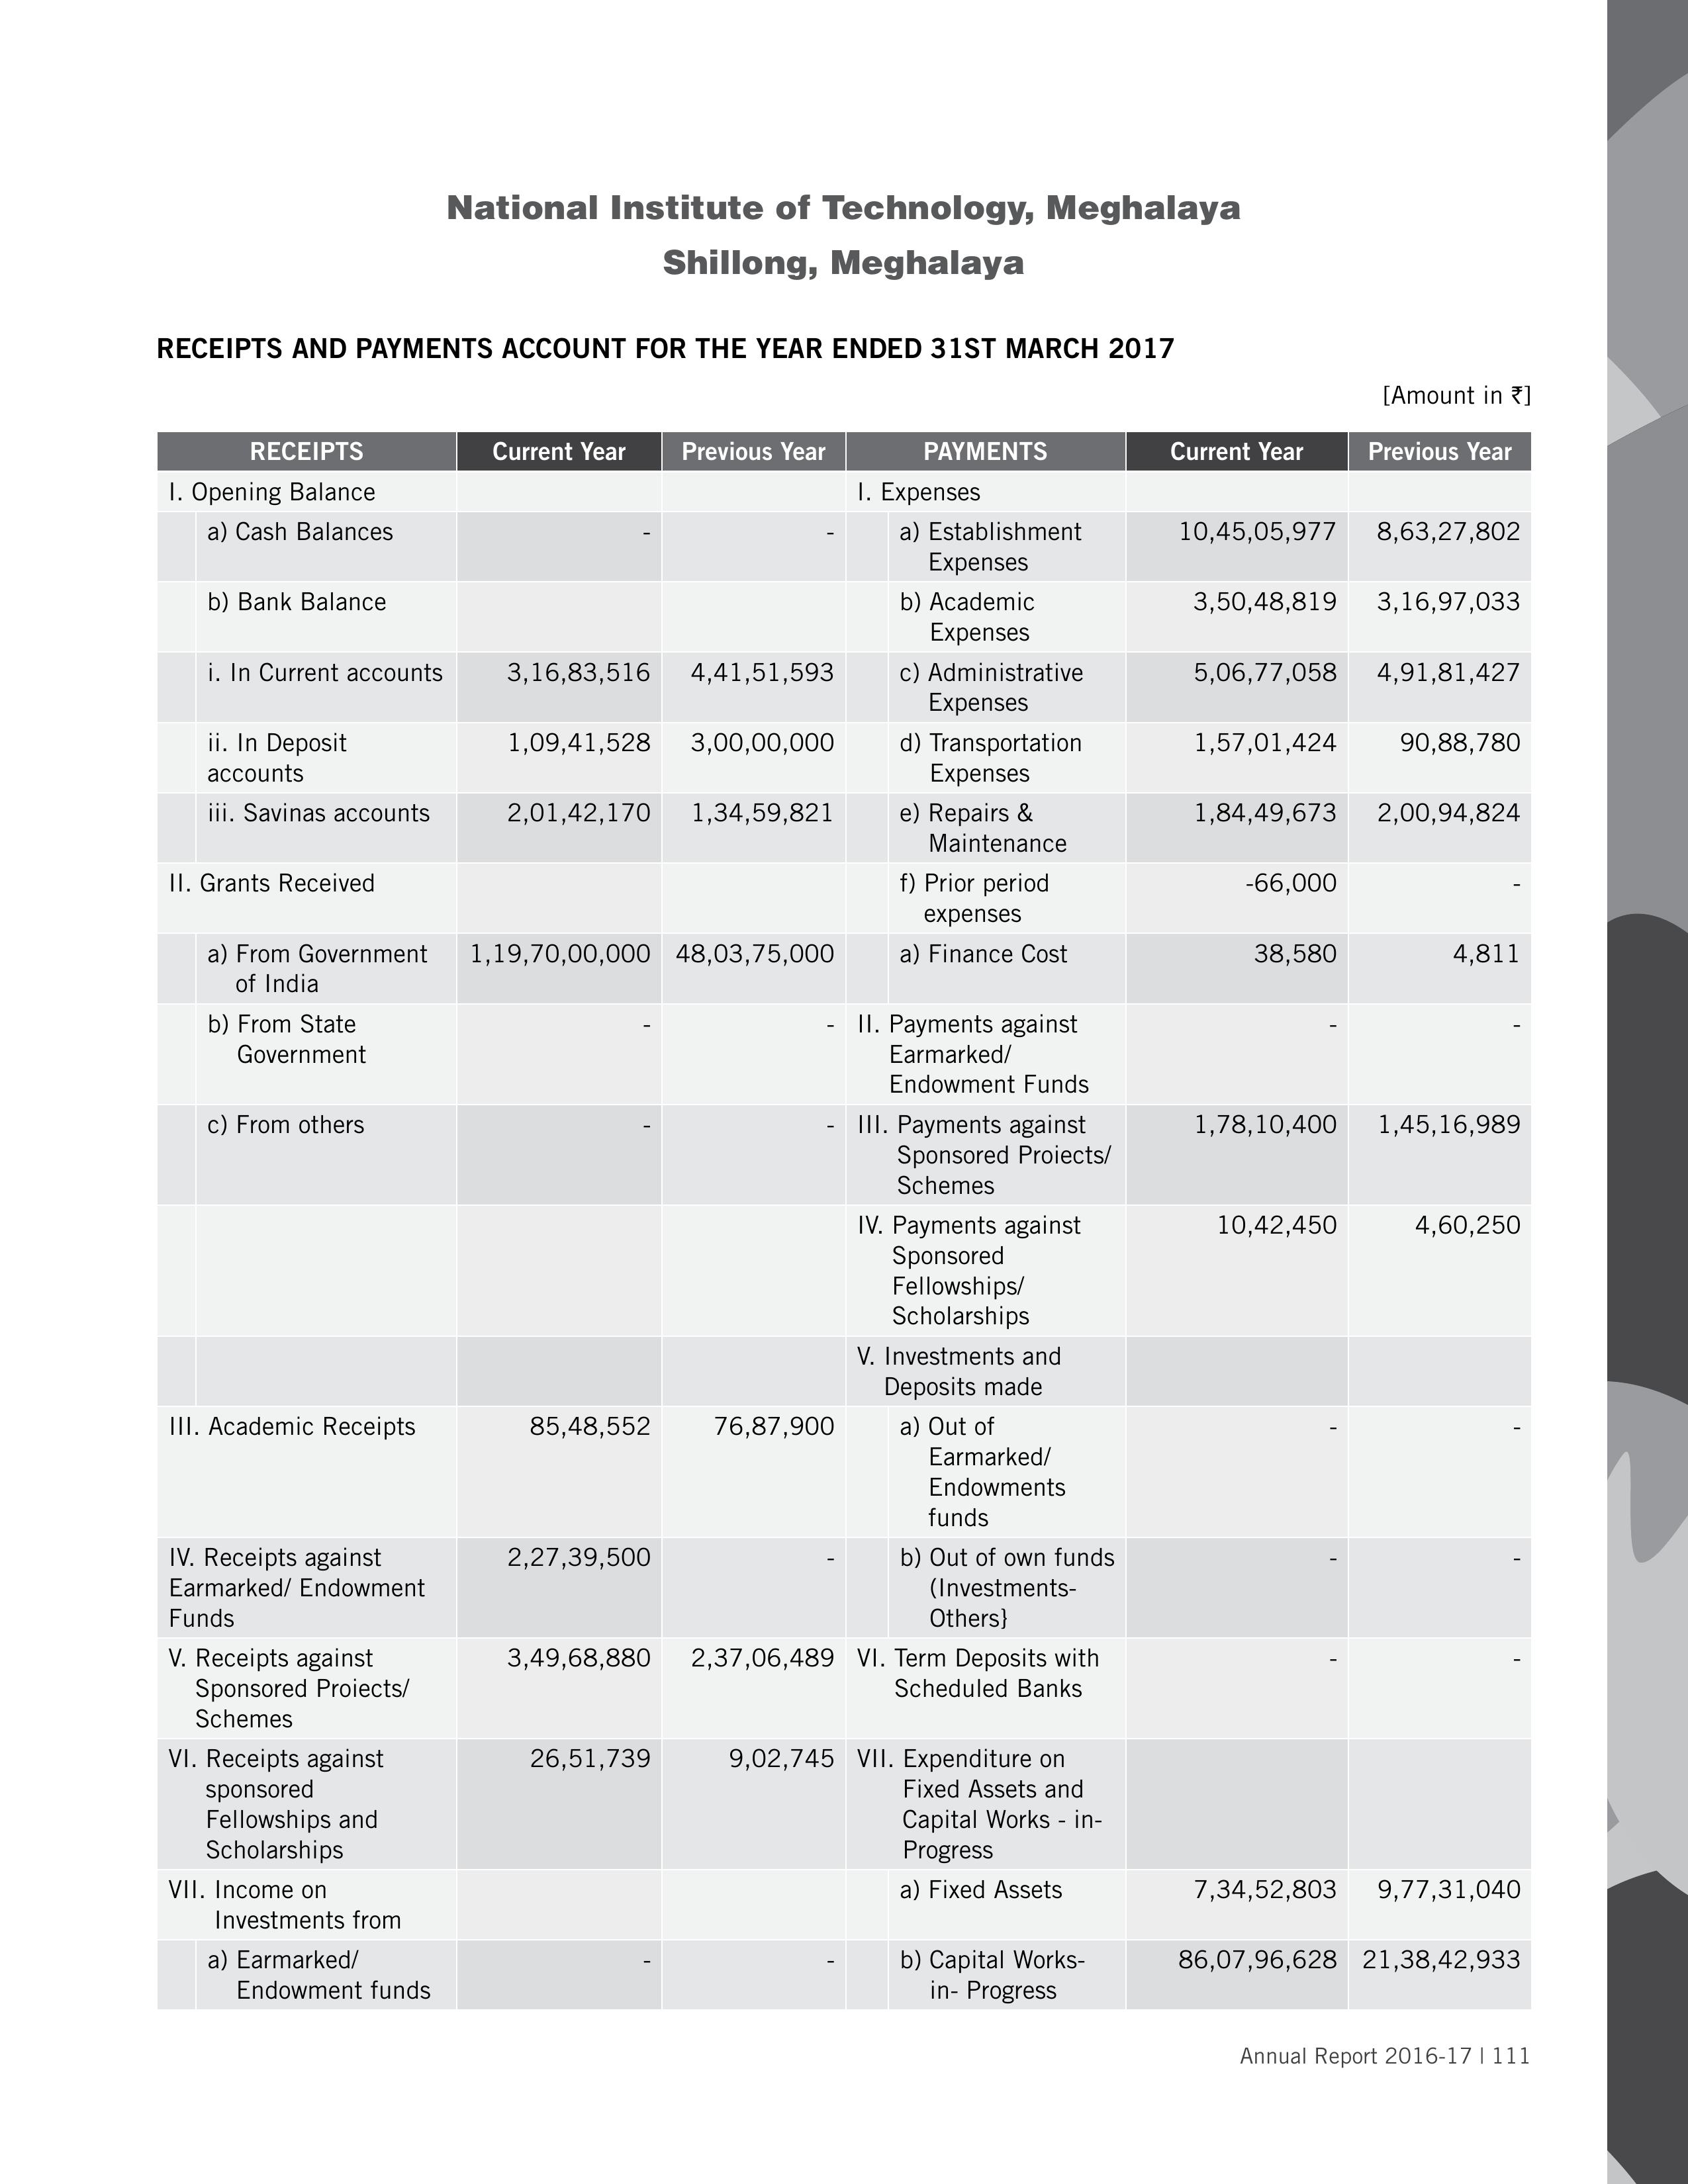 National Institute of Technology, Meghalaya
Shillong, Meghalaya
RECEIPTS AND PAYMENTS ACCOUNT FOR THE YEAR ENDED 31ST MARCH 2017
[Amount in ₹]
RECEIPTS Current Year Previous Year PAYMENTS Current Year Previous Year
I. Opening Balance I. Expenses
a) Cash Balances - - a) Establishment 10,45,05,977 8,63,27,802
Expenses
b) Bank Balance b) Academic 3,50,48,819 3,16,97,033
Expenses
i. In Current accounts 3,16,83,516 4,41,51,593 c) Administrative 5,06,77,058 4,91,81,427
Expenses
ii. In Deposit 1,09,41,528 3,00,00,000 d) Transportation 1,57,01,424 90,88,780
accounts Expenses
iii. Savinas accounts 2,01,42,170 1,34,59,821 e) Repairs & 1,84,49,673 2,00,94,824
Maintenance
II. Grants Received f) Prior period -66,000 -
expenses
a) From Government 1,19,70,00,000 48,03,75,000 a) Finance Cost 38,580 4,811
of India
b) From State - - II. Payments against - -
Government Earmarked/
Endowment Funds
c) From others - - III. Payments against 1,78,10,400 1,45,16,989
Sponsored Proiects/
Schemes
IV. Payments against 10,42,450 4,60,250
Sponsored
Fellowships/
Scholarships
V. Investments and
Deposits made
III. Academic Receipts 85,48,552 76,87,900 a) Out of - -
Earmarked/
Endowments
funds
IV. Receipts against 2,27,39,500 - b) Out of own funds - -
Earmarked/ Endowment (Investments-
Funds Others}
V. Receipts against 3,49,68,880 2,37,06,489 VI. Term Deposits with - -
Sponsored Proiects/ Scheduled Banks
Schemes
VI. Receipts against 26,51,739 9,02,745 VII. Expenditure on
sponsored Fixed Assets and
Fellowships and Capital Works - in-
Scholarships Progress
VII. Income on a) Fixed Assets 7,34,52,803 9,77,31,040
Investments from
a) Earmarked/ - - b) Capital Works- 86,07,96,628 21,38,42,933
Endowment funds in- Progress
Annual Report 2016-17 | 111